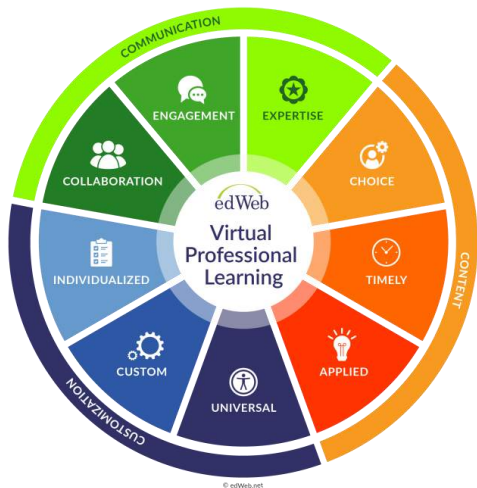 COMMUNICATION
ENGAGEMENT
EXPERTISE
COLLABORATION
CHOICE
edWeb
Virtual
Professional
Learning
INDIVIDUALIZED
TIMELY
CONTENT
CUSTOM
APPLIED
UNIVERSAL
CUSTOMIZATION
© edWeb.net